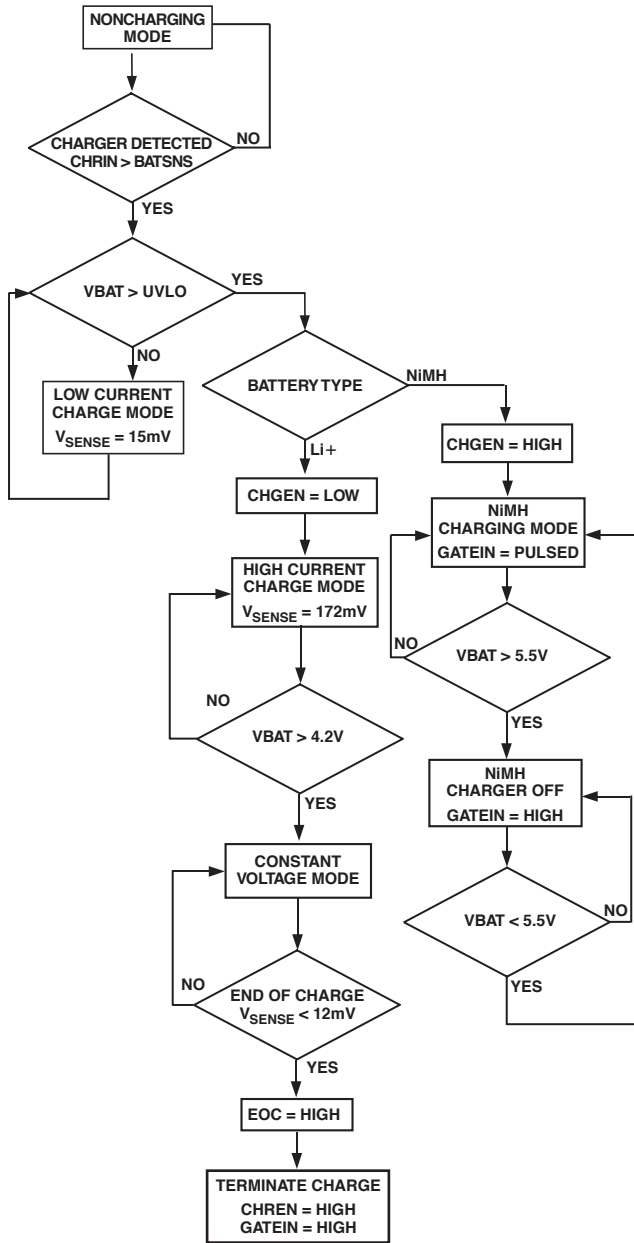 NONCHARGING
MODE
CHARGER DETECTED
CHRIN > BATSNS
NO
YES
VBAT > UVLO
YES
NO
LOW CURRENT
CHARGE MODE
VSENSE = 15mV
BATTERY TYPE
NiMH
Li+
CHGEN = HIGH
CHGEN = LOW
NiMH
CHARGING MODE
GATEIN = PULSED
HIGH CURRENT
CHARGE MODE
VSENSE = 172mV
NO
VBAT > 5.5V
YES
NO
VBAT > 4.2V
YES
NiMH
CHARGER OFF
GATEIN = HIGH
CONSTANT
VOLTAGE MODE
VBAT < 5.5V
NO
YES
NO
END OF CHARGE
VSENSE < 12mV
YES
EOC = HIGH
TERMINATE CHARGE
CHREN = HIGH
GATEIN = HIGH